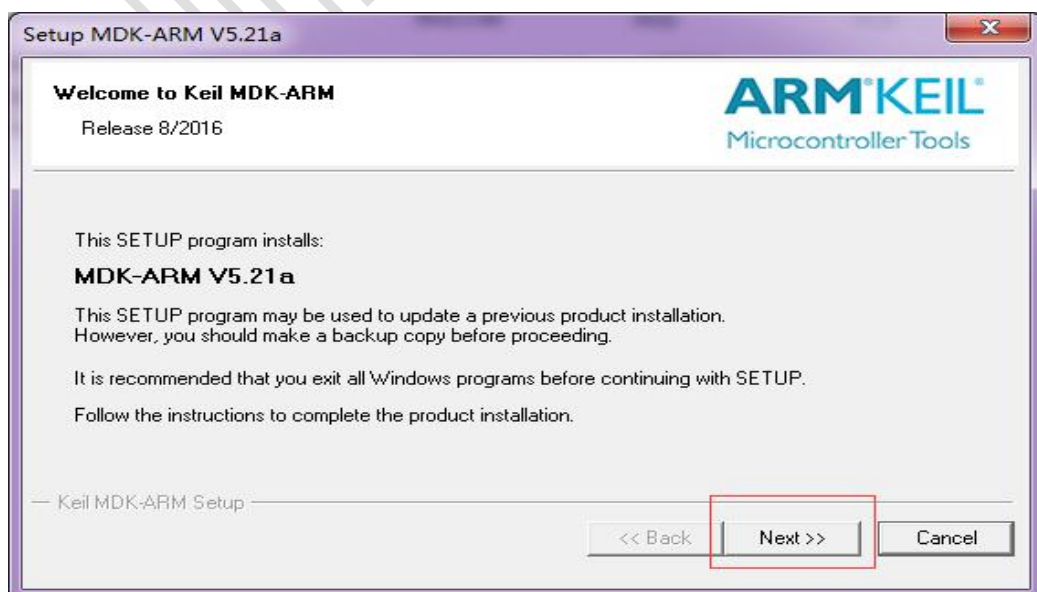 Setup MDK-ARM V5.21a
Welcome to Keil MDK-ARM
Release 8/2016
ARM®KEIL®
Microcontroller Tools
This SETUP program installs:
MDK-ARM V5.21a
This SETUP program may be used to update a previous product installation.
However, you should make a backup copy before proceeding.
It is recommended that you exit all Windows programs before continuing with SETUP.
Follow the instructions to complete the product installation.
Keil MDK-ARM Setup
<< Back
Next >>
Cancel